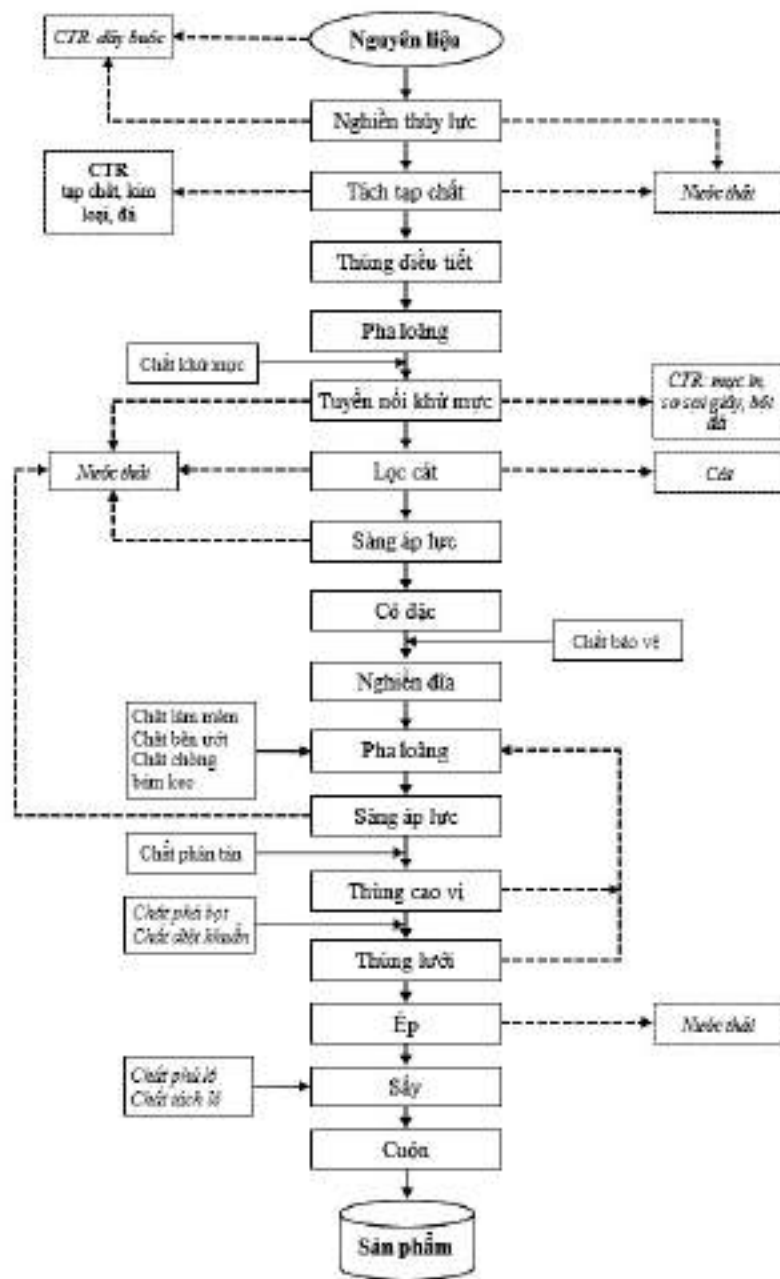 CTR: dây buộc
Nguyên liệu
Nghiền thủy lực
CTR
tạp chất, kim
loại, đá
Tách tạp chất
Nước thải
Thùng điều tiết
Pha loãng
Chất khử mực
Tuyển nổi khử mực
CTR: mực in,
sơ sợi giấy, bột
đá
Nước thải
Lọc cát
Cát
Sàng áp lực
Cô đặc
Chất bảo vệ
Nghiền đĩa
Chất làm mềm
Chất bền ướt
Chất chống
bám keo
Pha loãng
Sàng áp lực
Chất phân tán
Thùng cao vị
Chất phá bọt
Chất diệt khuẩn
Thùng lưới
Ép
Nước thải
Chất phủ lô
Chất tách lô
Sấy
Cuộn
Sản phẩm